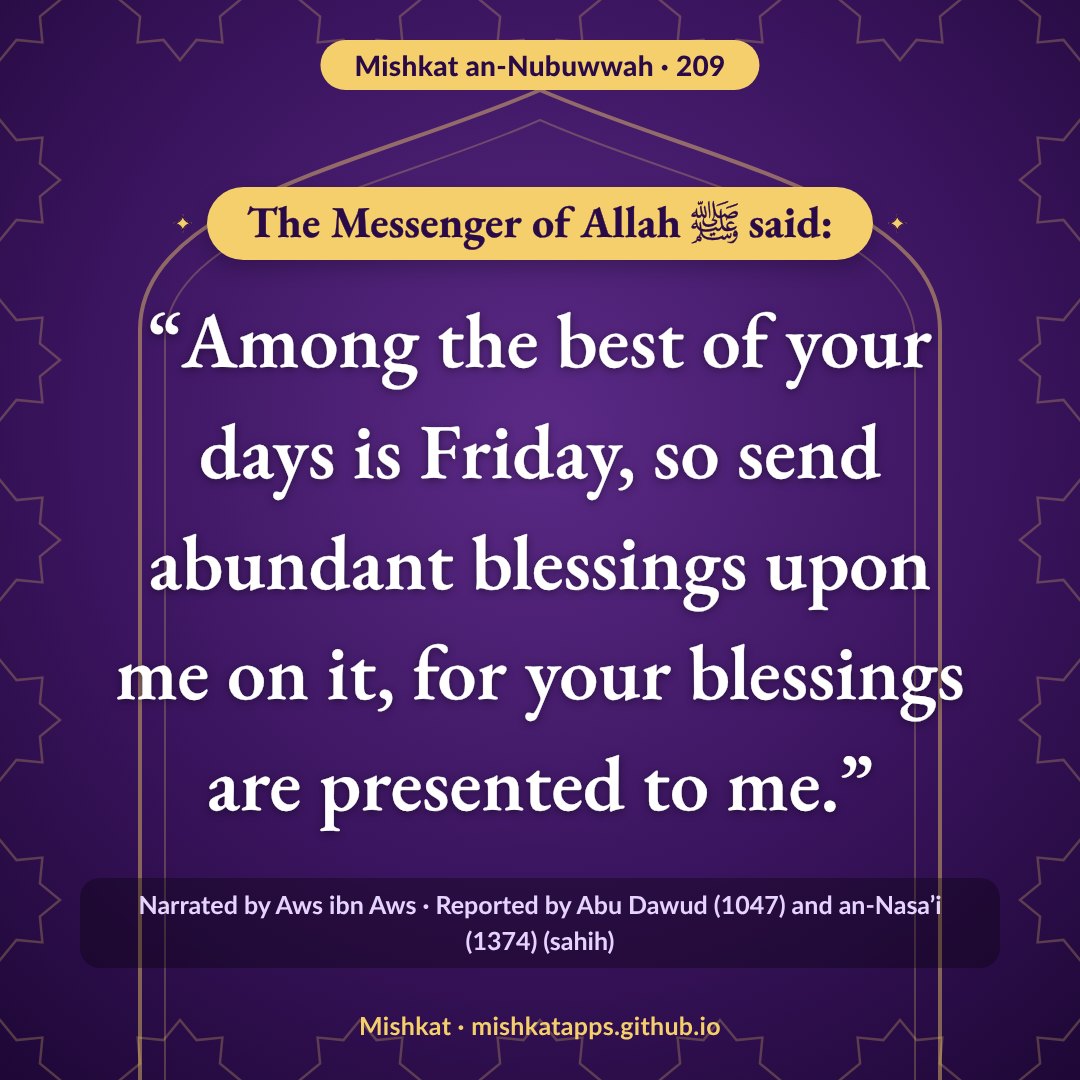 Mishkat an-Nubuwwah · 209
The Messenger of Allah ﷺ said:
“Among the best of your
days is Friday, so send
abundant blessings upon
me on it, for your blessings
are presented to me.”
Narrated by Aws ibn Aws · Reported by Abu Dawud (1047) and an-Nasa’i
(1374) (sahih)
Mishkat · mishkatapps.github.io